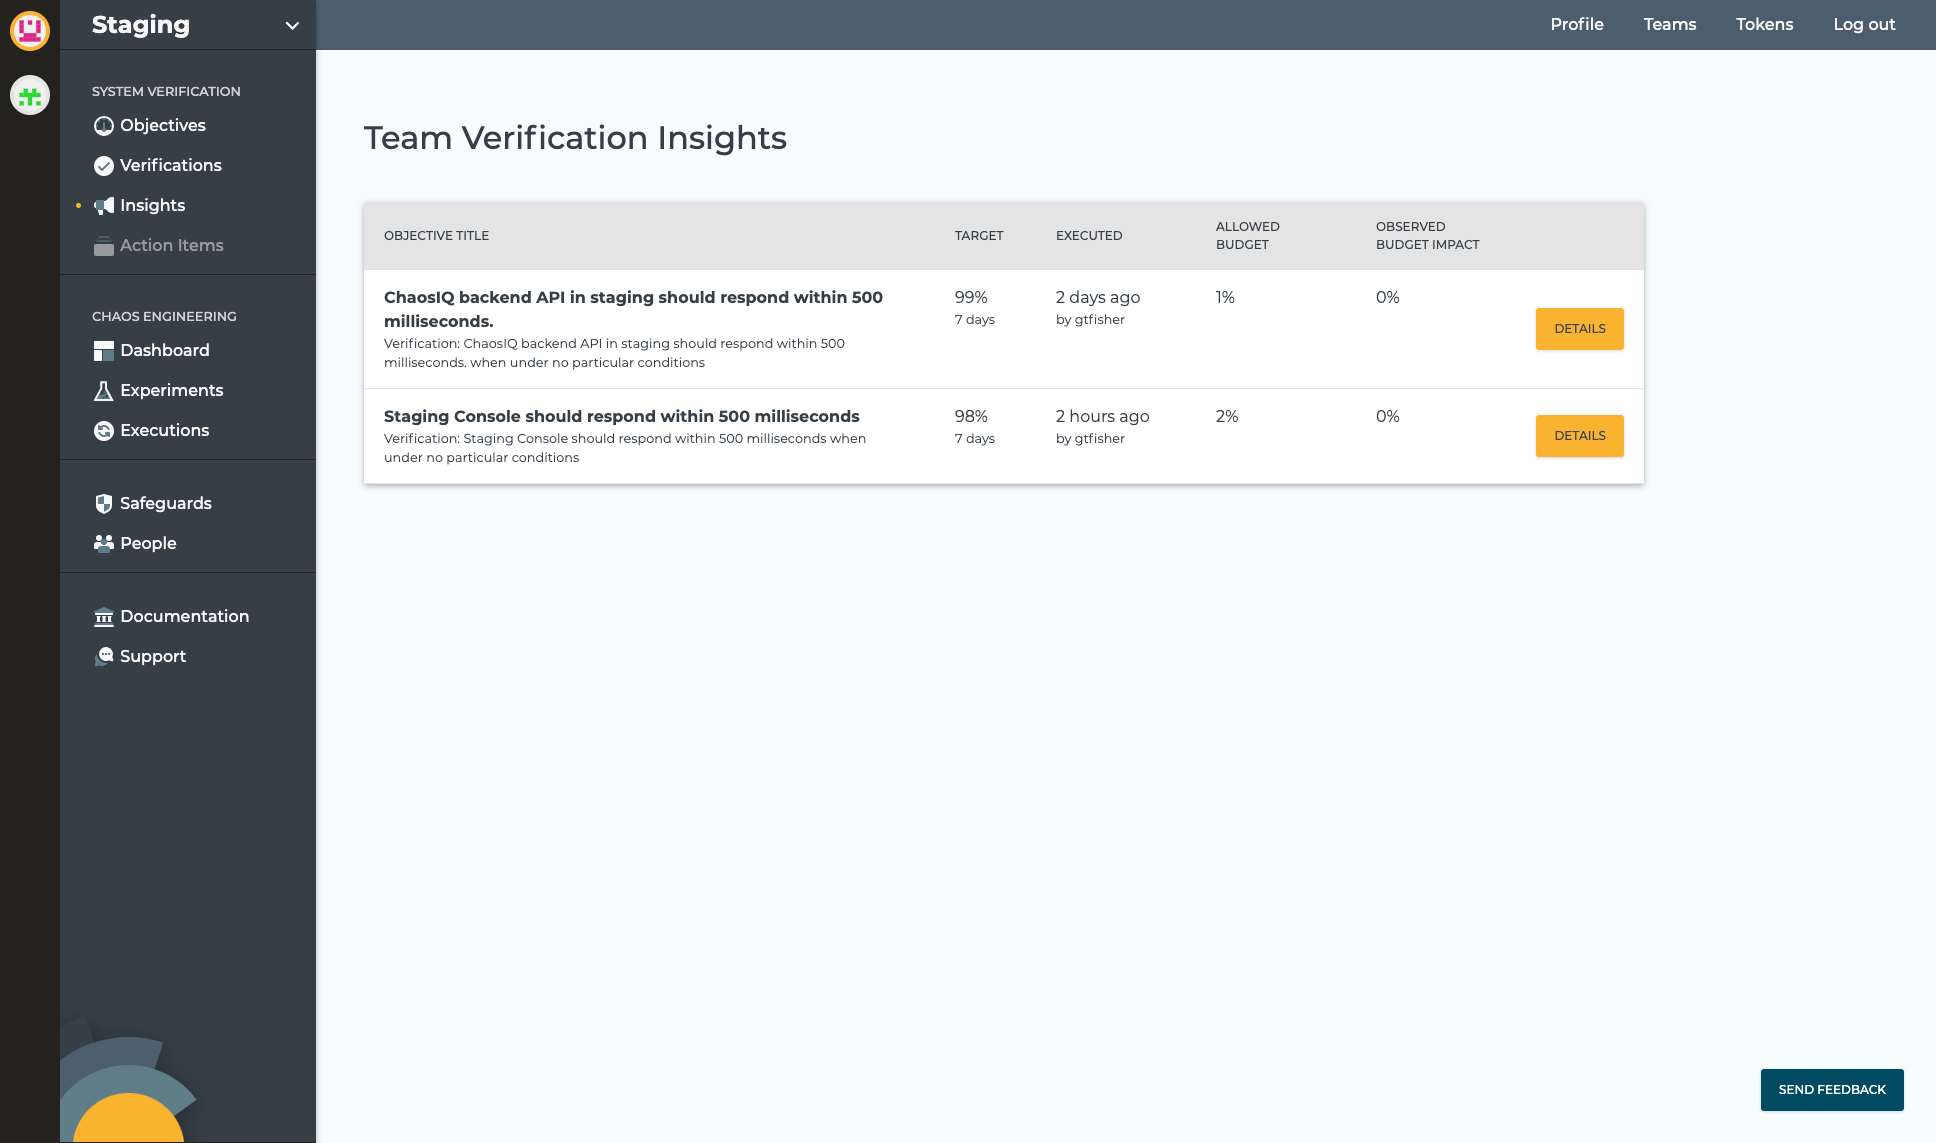 Staging
Profile
Teams
Tokens
Log out
SYSTEM VERIFICATION
Objectives
Verifications
Insights
Action Items
CHAOS ENGINEERING
Dashboard
Experiments
Executions
Safeguards
People
Documentation
Support
Team Verification Insights
OBJECTIVE TITLE
TARGET
EXECUTED
ALLOWED
BUDGET
OBSERVED
BUDGET IMPACT
ChaosIQ backend API in staging should respond within 500
milliseconds.
Verification: ChaosIQ backend API in staging should respond within 500
milliseconds. when under no particular conditions
99%
7 days
2 days ago
by gtfisher
1%
0%
DETAILS
Staging Console should respond within 500 milliseconds
Verification: Staging Console should respond within 500 milliseconds when
under no particular conditions
98%
7 days
2 hours ago
by gtfisher
2%
0%
DETAILS
SEND FEEDBACK